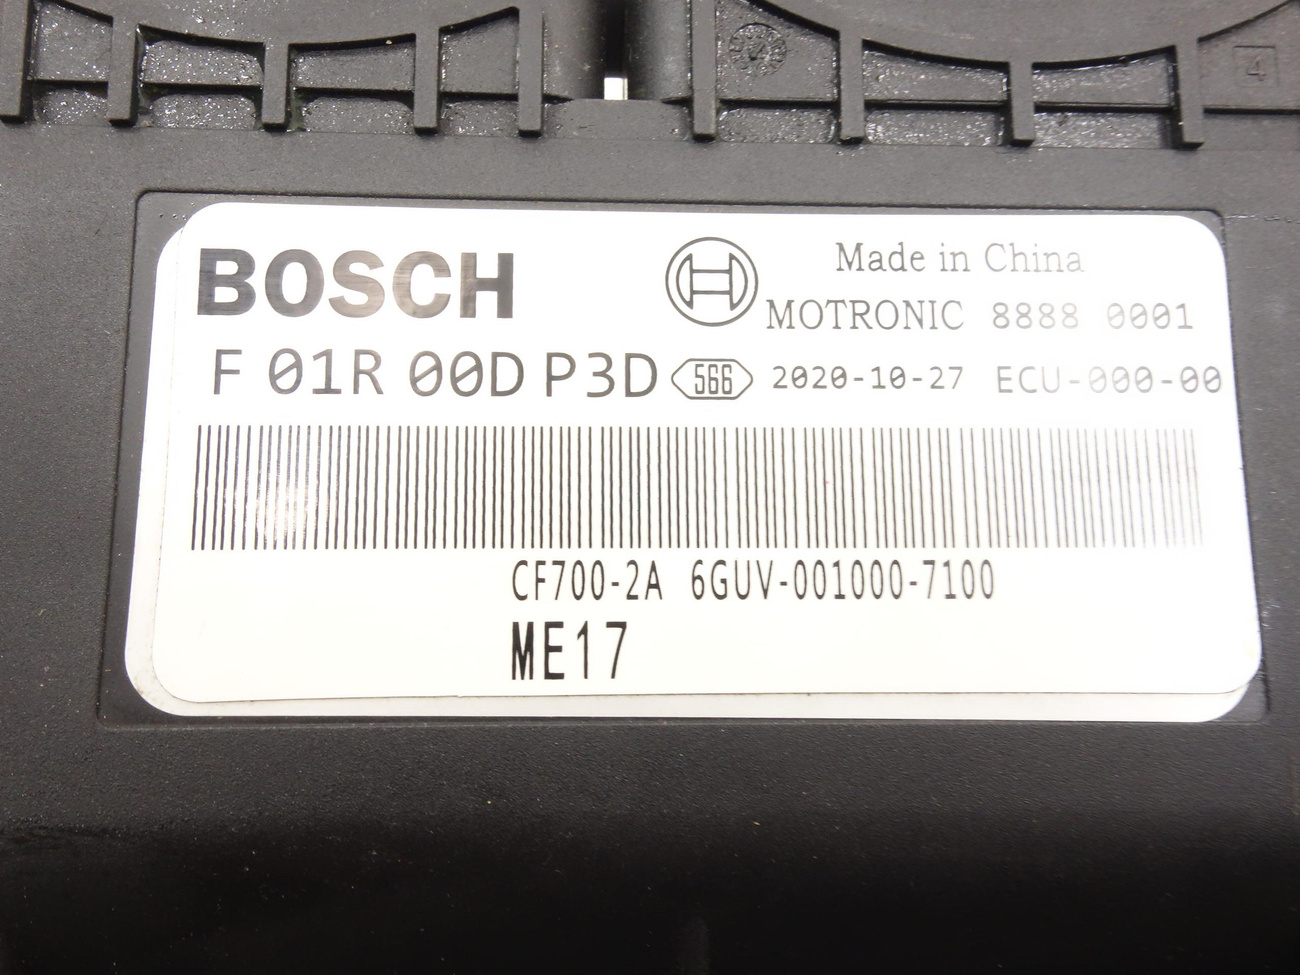 BOSCH
Made in China
MOTRONIC 8888 0001
F 01R 00D P3D 566 2020-10-27 ECU-000-00
CF700-2A 6GUV-001000-7100
ME17
4